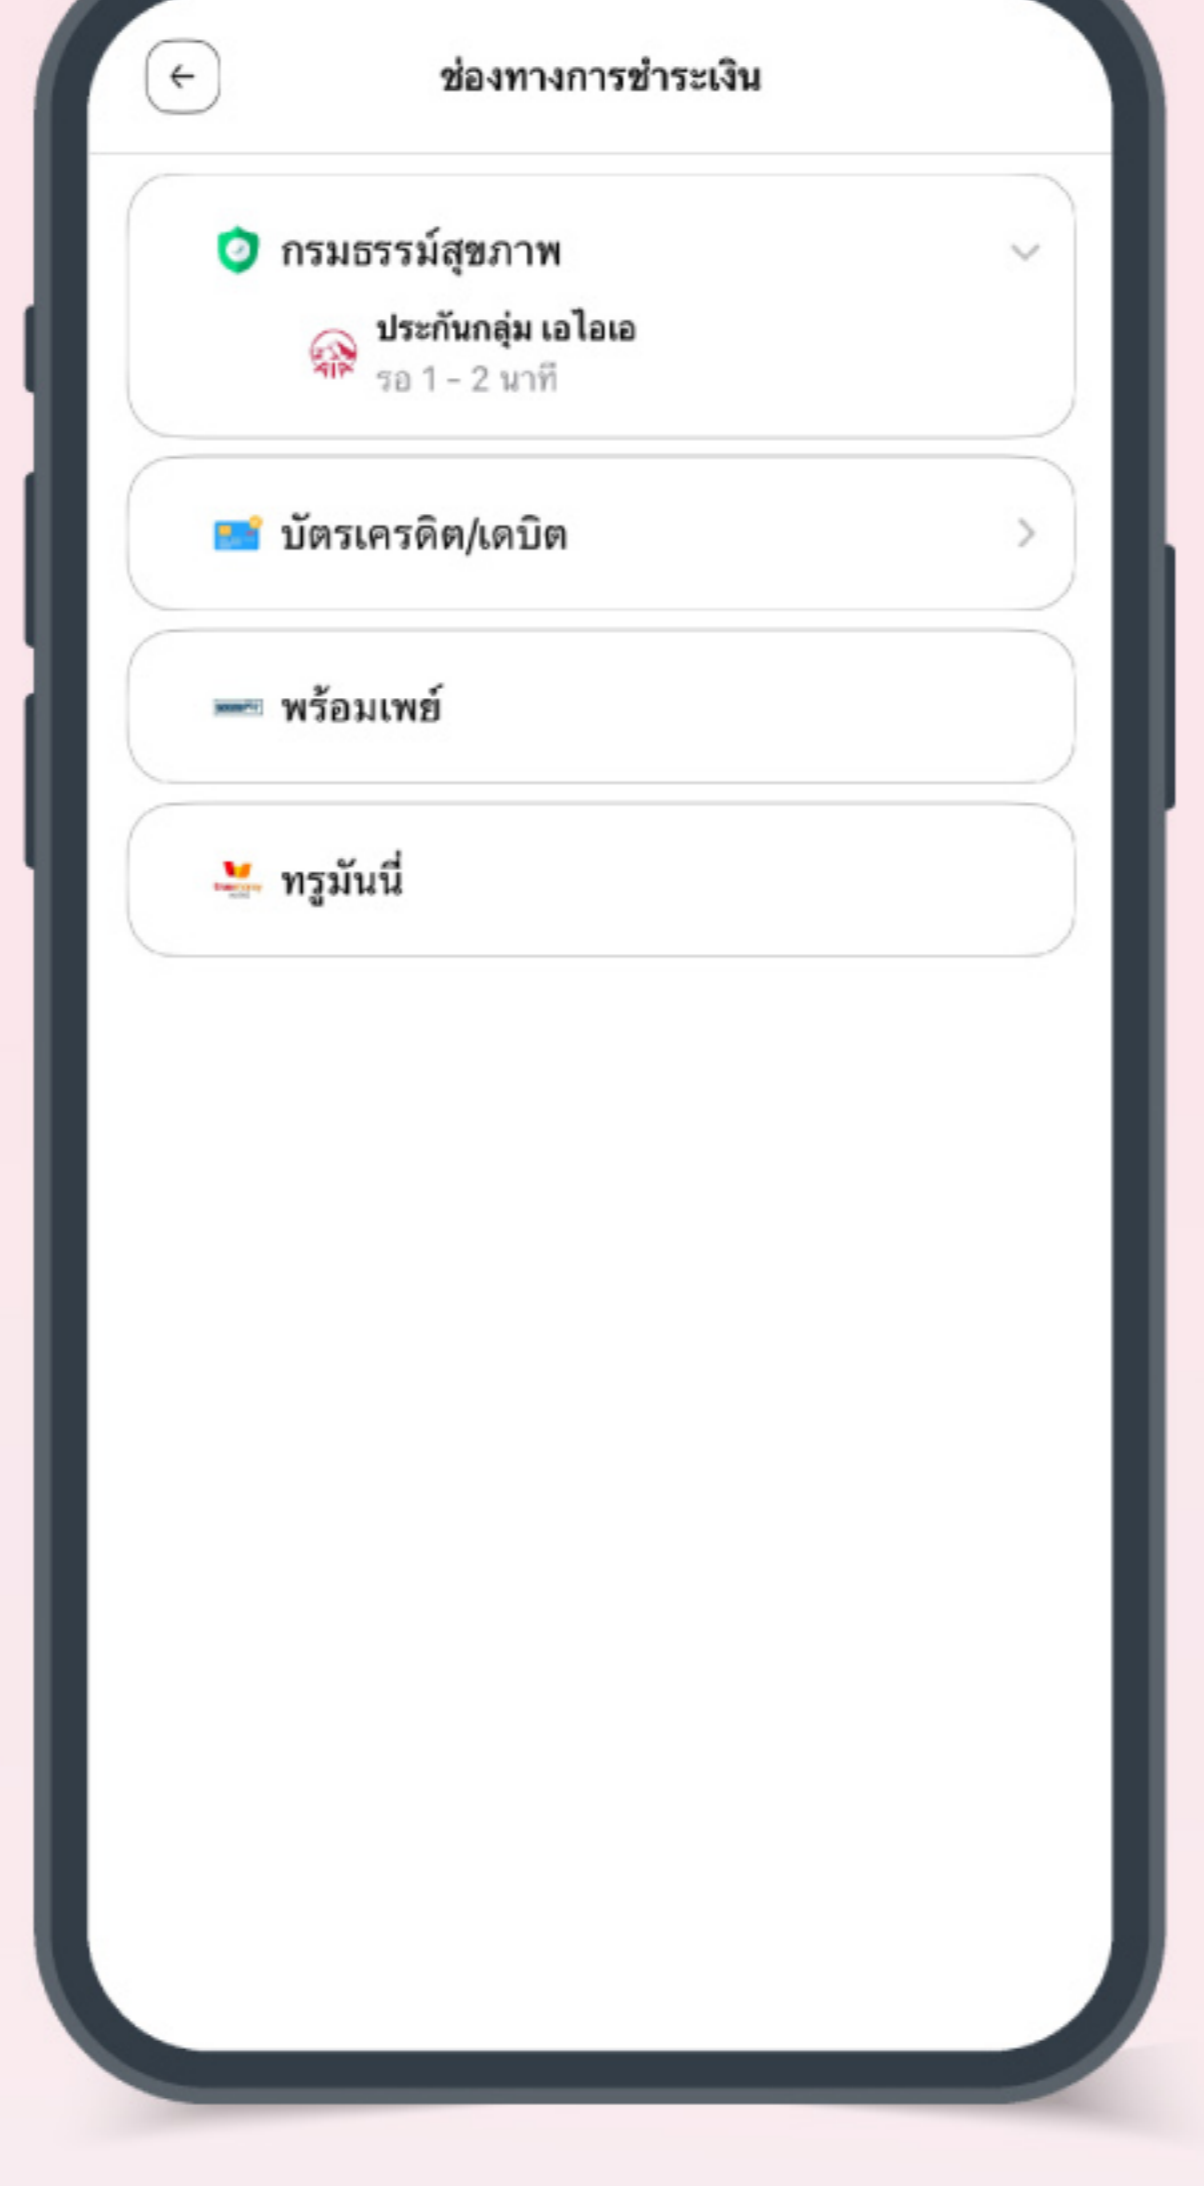 ช่องทางการชำระเงิน
กรมธรรม์สุขภาพ
ประกันกลุ่ม เอไอเอ
รอ 1 - 2 นาที
บัตรเครดิต/เดบิต
พร้อมเพย์
ทรูมันนี่